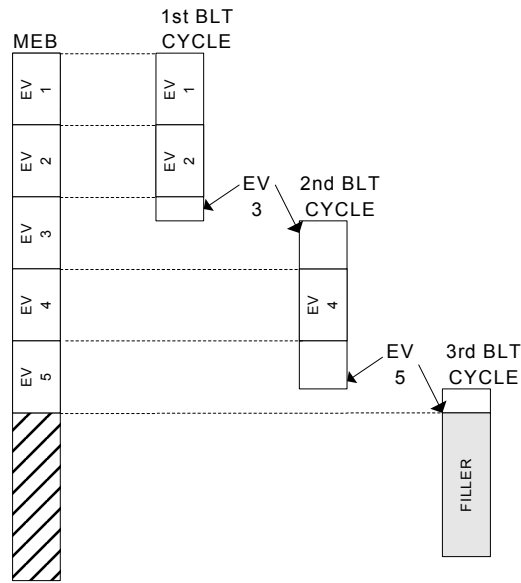 1st BLT
CYCLE
MEB
EV
1
EV
1
EV
2
EV
2
EV
3
2nd BLT
CYCLE
EV
3
EV
4
EV
4
EV
5
3rd BLT
CYCLE
EV
5
FILLER